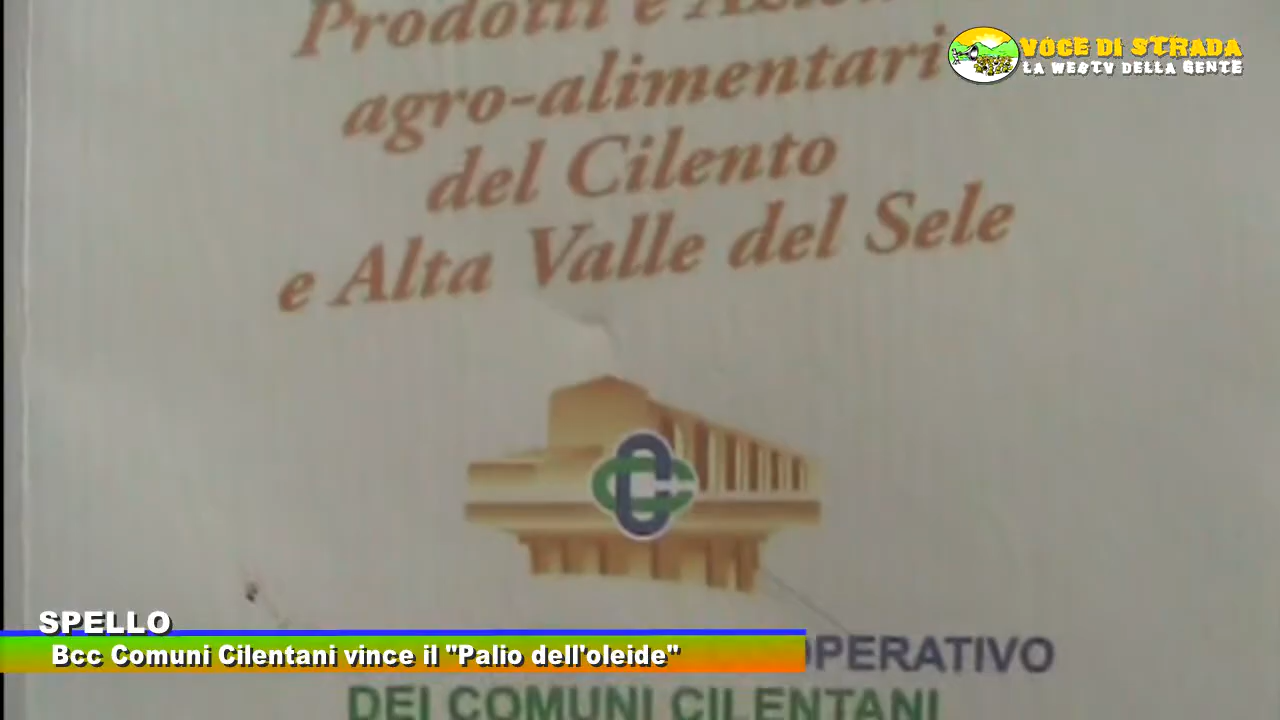 Prodotti e
agro-alimentari
del Cilento
e Alta Valle del Sele
VOCE DI STRADA
LA WEBTV DELLA GENTE
SPELLO
Bcc Comuni Cilentani vince il "Palio dell'oleide"
OPERATIVO
DEI COMUNI CILENTANI